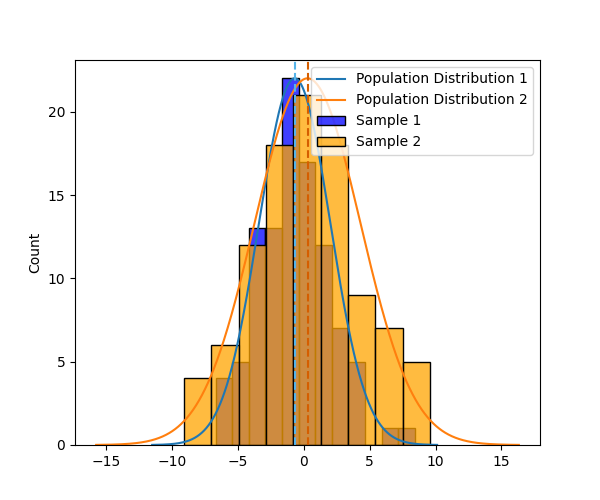 Population Distribution 1
Population Distribution 2
Sample 1
Sample 2
20
15
10
5
0
Count
−15 −10 −5 0 5 10 15